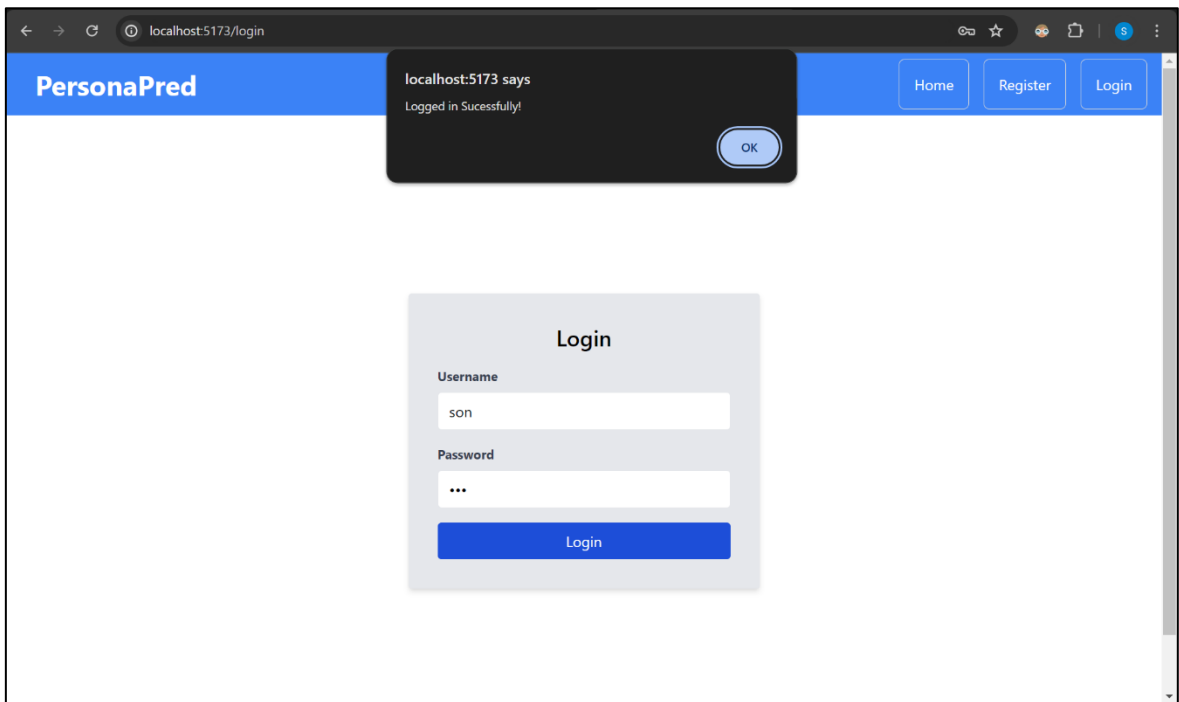 localhost:5173/login
S
PersonaPred
localhost:5173 says
Logged in Sucessfully!
OK
Home
Register
Login
Login
Username
son
Password
•••
Login